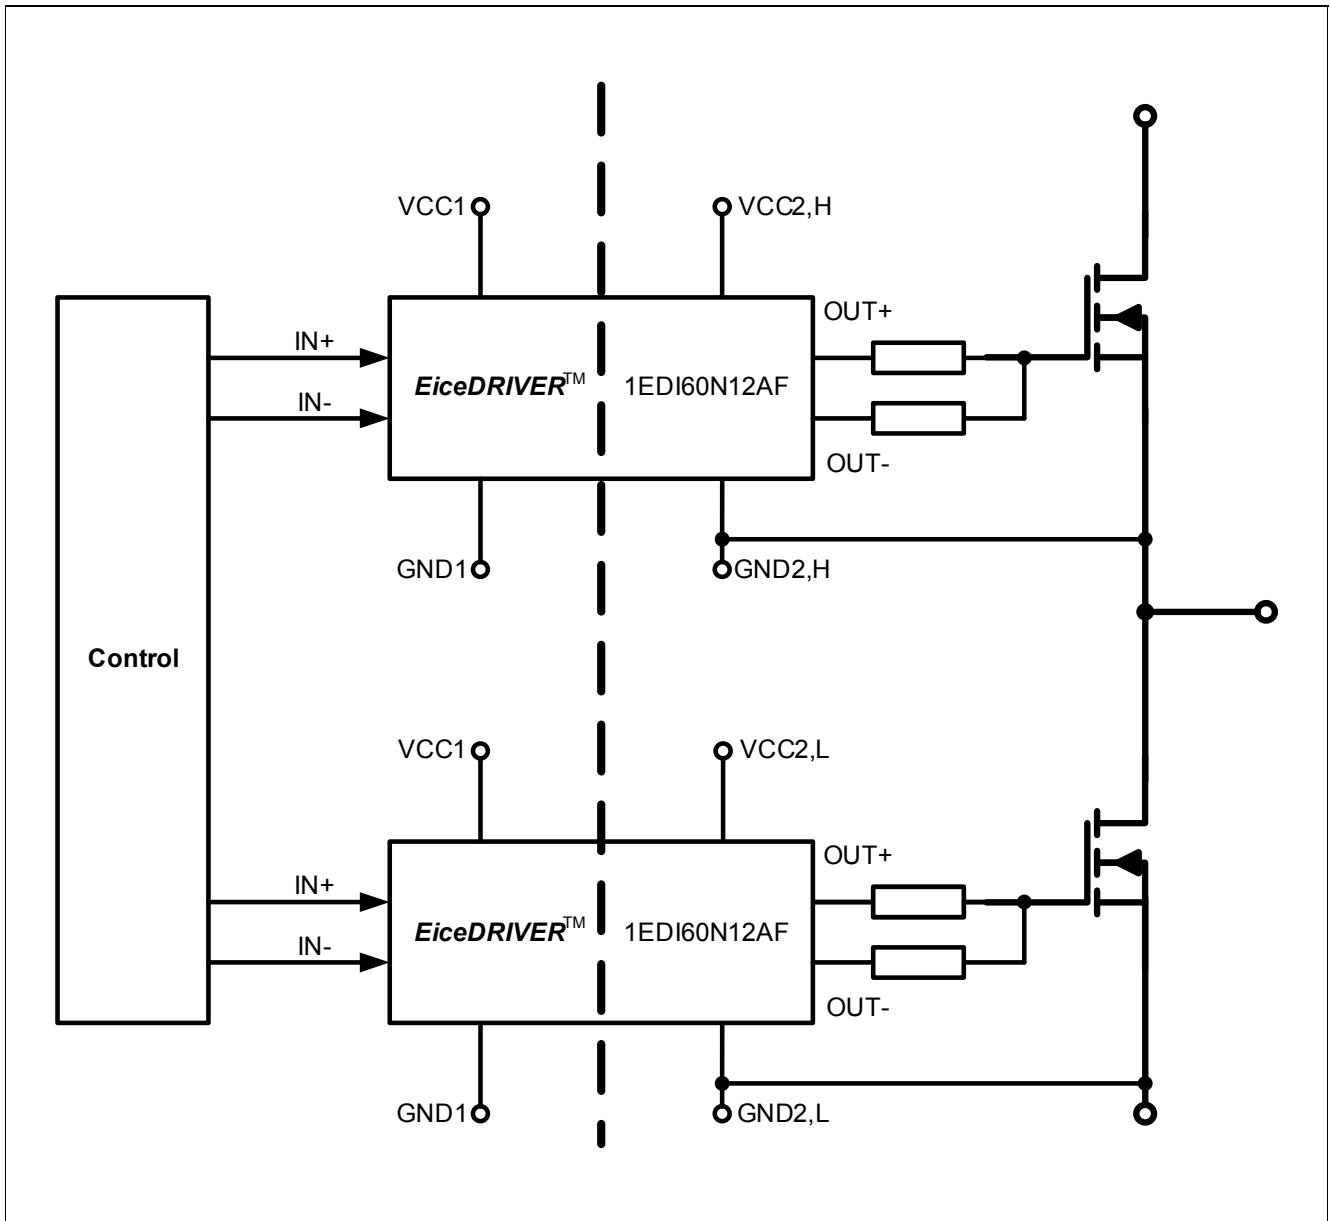 VCC1
VCC2,H
OUT+
IN+
EiceDRIVER™ 1EDI60N12AF
IN-
OUT-
GND1
GND2,H
Control
VCC1
VCC2,L
OUT+
IN+
EiceDRIVER™ 1EDI60N12AF
IN-
OUT-
GND1
GND2,L